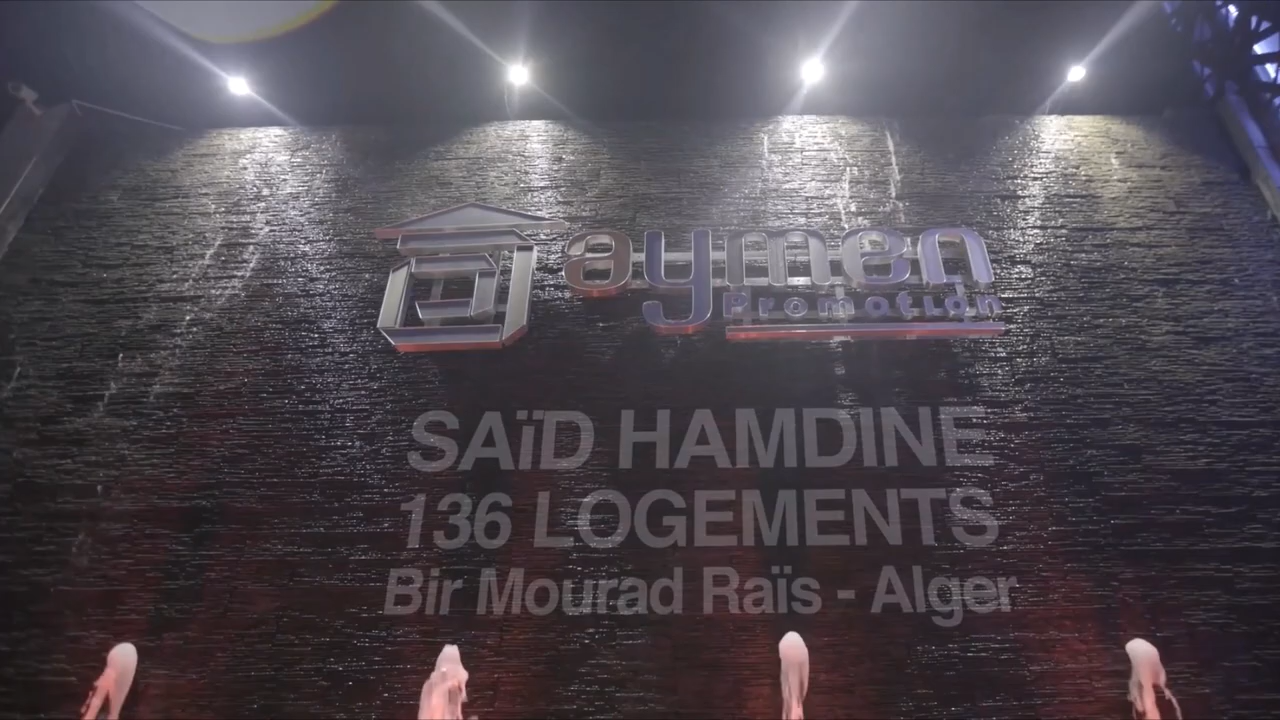 aymen
Promotion
SAïD HAMDINE
136 LOGEMENTS
Bir Mourad Raïs - Alger